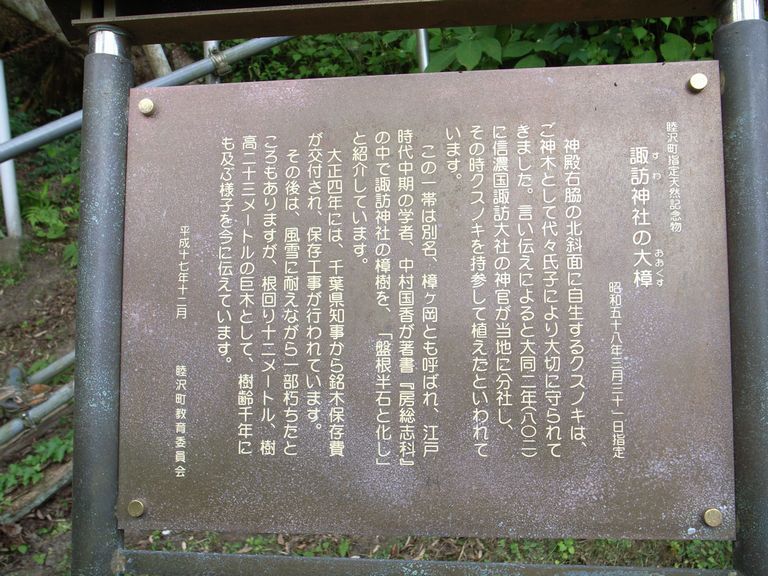 睦沢町指定天然記念物
諏訪神社の大樟
すわ
おおくす
昭和五十八年三月三十一日指定
神殿右脇の北斜面に自生するクスノキは、
ご神木として代々氏子により大切に守られて
きました。言い伝えによると大同二年(八〇二)
に信濃国諏訪大社の神官が当地に分社し、
その時クスノキを持参して植えたといわれて
います。
この一帯は別名、樟ヶ岡とも呼ばれ、江戸
時代中期の学者、中村国香が著書『房総志科』
の中で諏訪神社の樟樹を、「盤根半石と化し」
と紹介しています。
大正四年には、千葉県知事から銘木保存費
が交付され、保存工事が行われています。
その後は、風雪に耐えながら一部朽ちたと
ころもありますが、根回り十二メートル、樹
高二十三メートルの巨木として、樹齢千年に
も及ぶ様子を今に伝えています。
平成十七年十二月
睦沢町教育委員会